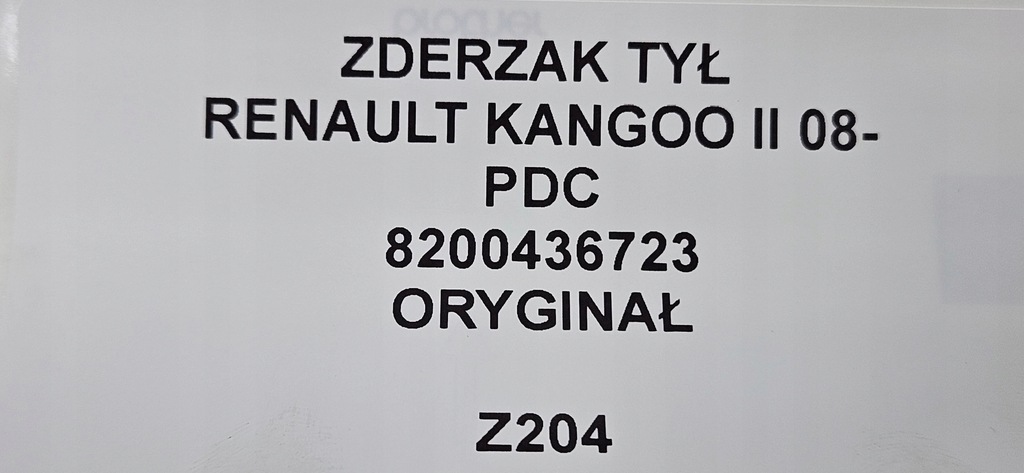 ZDERZAK TYŁ
RENAULT KANGOO II 08-
PDC
8200436723
ORYGINAŁ
Z204